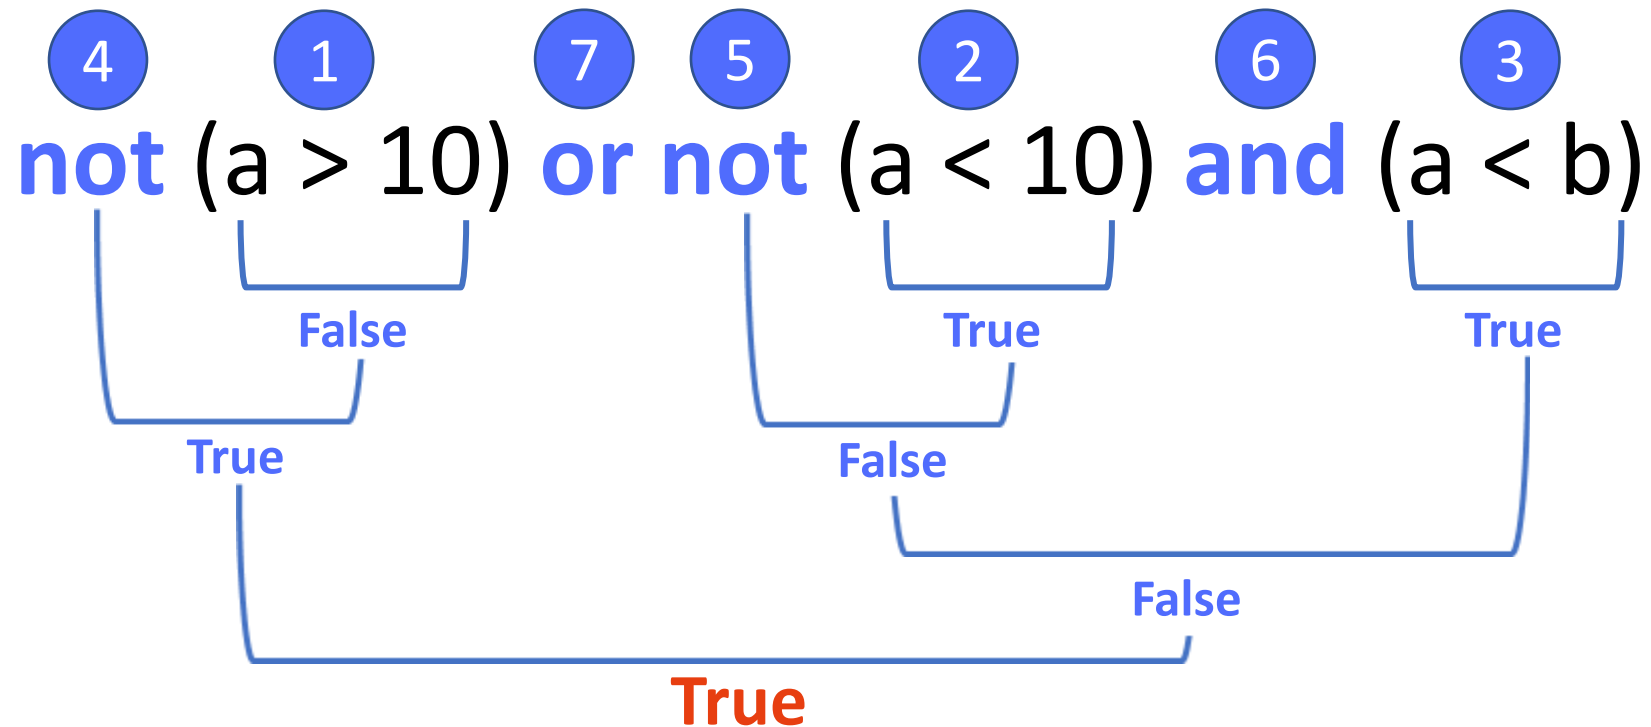 4 1 7 5 2 6 3
not (a > 10) or not (a < 10) and (a < b)
False True True
True False
False
True